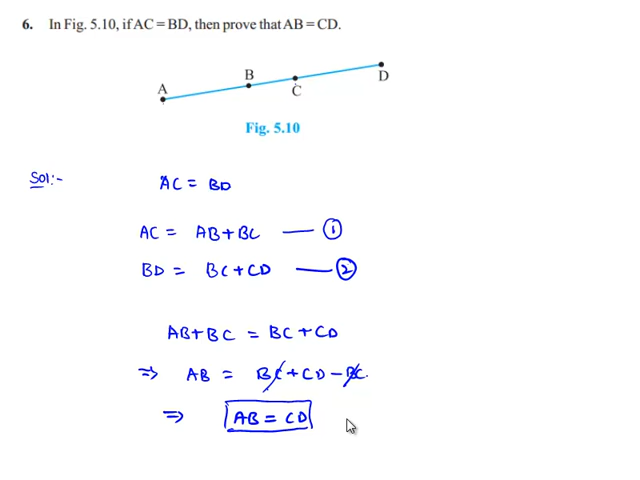 6. In Fig. 5.10, if AC = BD, then prove that AB = CD.
A B C D
Fig. 5.10
Sol:- AC = BD
AC = AB + BC —— ①
BD = BC + CD —— ②
AB + BC = BC + CD
⇒ AB = BC + CD - BC.
⇒ AB = CD